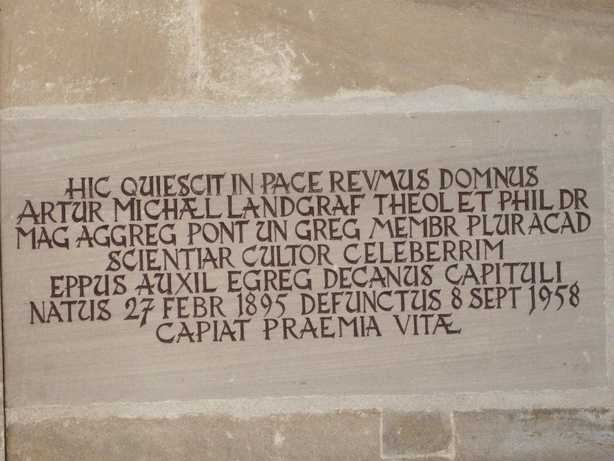 HIC QUIESCIT IN PACE REVMUS DOMNUS
ARTUR MICHÆL LANDGRAF THEOL ET PHIL DR
MAG AGGREG PONT UN GREG MEMBR PLUR ACAD
SCIENTIAR CULTOR CELEBERRIM
EPPUS AUXIL EGREG DECANUS CAPITULI
NATUS 27 FEBR 1895 DEFUNCTUS 8 SEPT 1958
CAPIAT PRAEMIA VITÆ